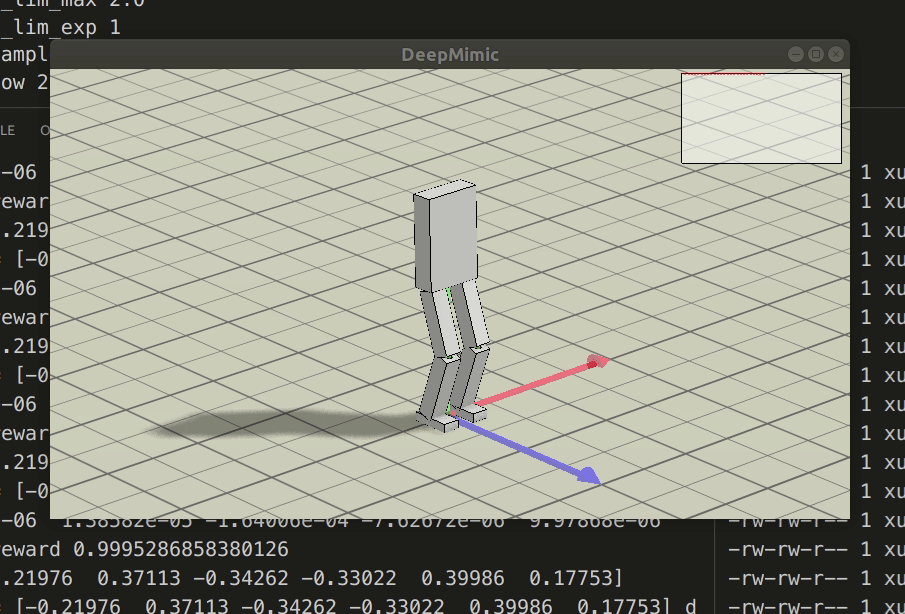 _lim_max 2.0
_lim_exp 1
ampl
DeepMimic
ow 2
LE O
-06 1 xu
ewar 1 xu
.219 1 xu
[-0 1 xu
-06 1 xu
ewar 1 xu
.219 1 xu
[-0 1 xu
-06 1 xu
ewar 1 xu
.219 1 xu
[-0 1 xu
-06 1.38382e-05 -1.64006e-04 -7.62672e-06 9.97868e-06 -rw-rw-r-- 1 xu
eward 0.9995286858380126 -rw-rw-r-- 1 xu
.21976 0.37113 -0.34262 -0.33022 0.39986 0.17753] -rw-rw-r-- 1 xu
= [-0.21976 0.37113 -0.34262 -0.33022 0.39986 0.17753] d -rw-rw-r-- 1 xu